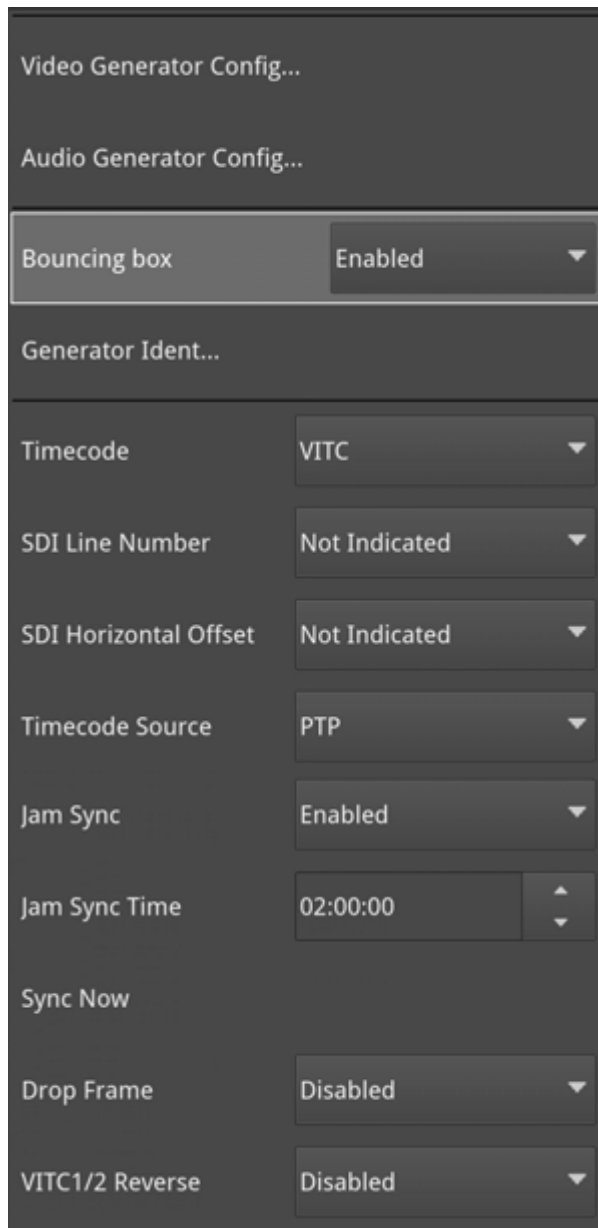 Video Generator Config...
Audio Generator Config...
Bouncing box Enabled
Generator Ident...
Timecode VITC
SDI Line Number Not Indicated
SDI Horizontal Offset Not Indicated
Timecode Source PTP
Jam Sync Enabled
Jam Sync Time 02:00:00
Sync Now
Drop Frame Disabled
VITC1/2 Reverse Disabled